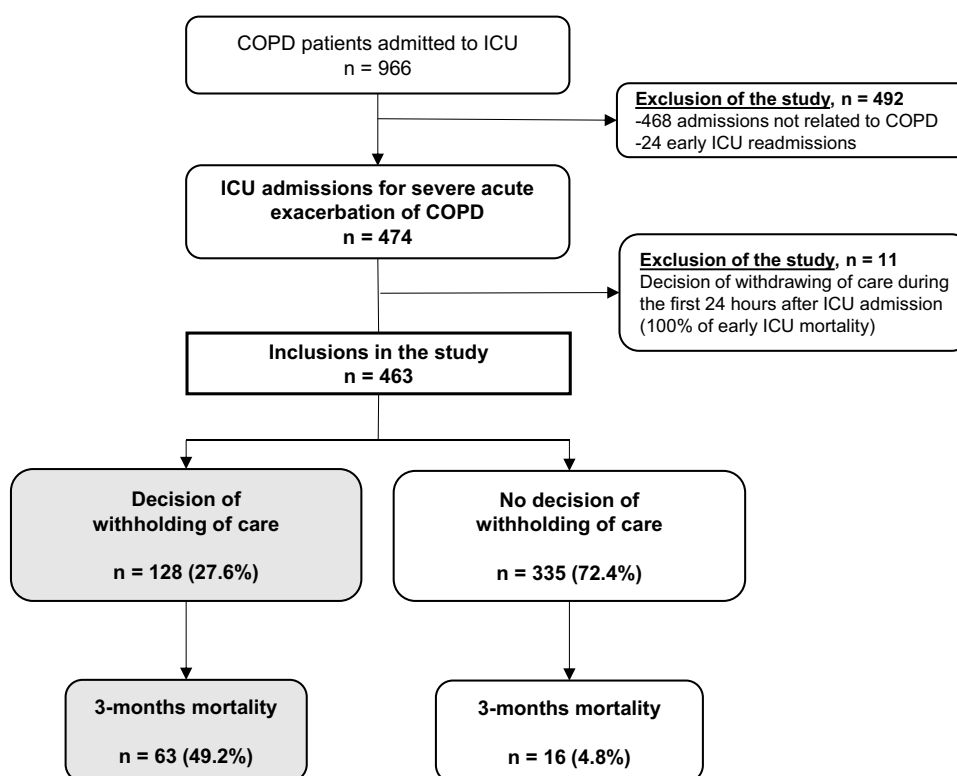 COPD patients admitted to ICU
n = 966
Exclusion of the study, n = 492
-468 admissions not related to COPD
-24 early ICU readmissions
ICU admissions for severe acute
exacerbation of COPD
n = 474
Exclusion of the study, n = 11
Decision of withdrawing of care during
the first 24 hours after ICU admission
(100% of early ICU mortality)
Inclusions in the study
n = 463
Decision of
withholding of care
n = 128 (27.6%)
No decision of
withholding of care
n = 335 (72.4%)
3-months mortality
n = 63 (49.2%)
3-months mortality
n = 16 (4.8%)